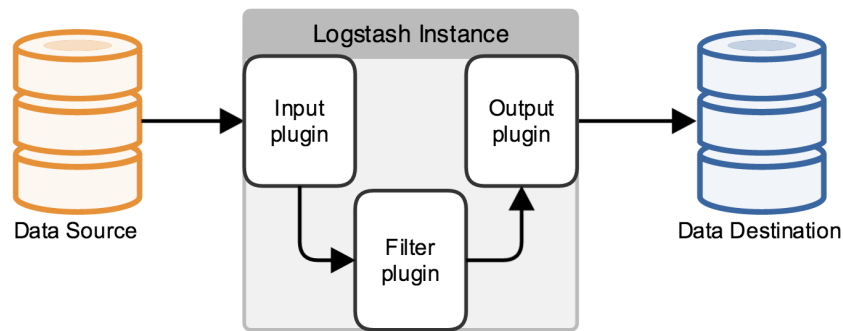 Logstash Instance
Input
plugin
Output
plugin
Filter
plugin
Data Source
Data Destination